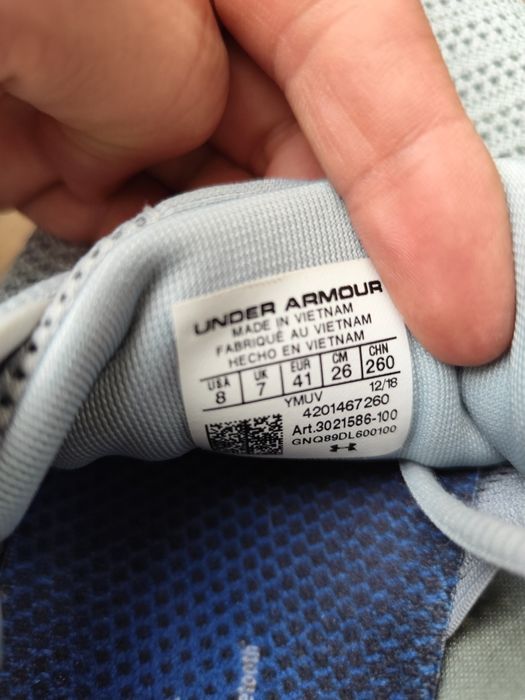 UNDER ARMOUR
MADE IN VIETNAM
FABRIQUÉ AU VIETNAM
HECHO EN VIETNAM
USA UK EUR CM CHN
8 7 41 26 260
YMUV 12/18
4201467260
Art.3021586-100
GNQ89DL600100